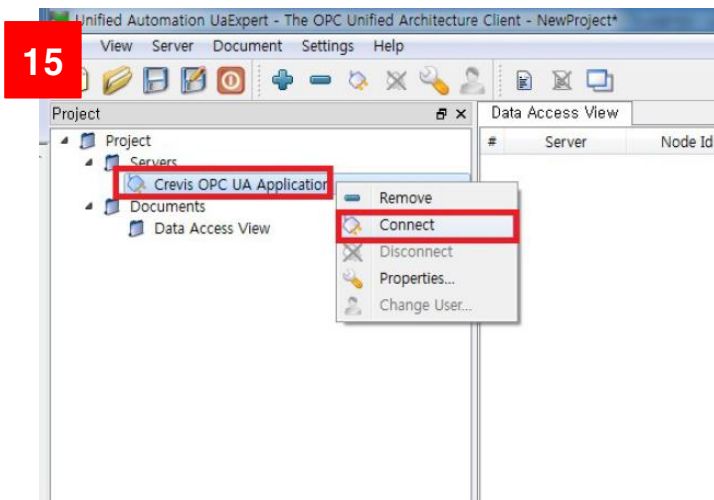 Unified Automation UaExpert - The OPC Unified Architecture Client - NewProject*
15
View Server Document Settings Help
Project
Data Access View
# Server Node Id
Project
Servers
Crevis OPC UA Application
Remove
Documents
Connect
Data Access View
Disconnect
Properties...
Change User...